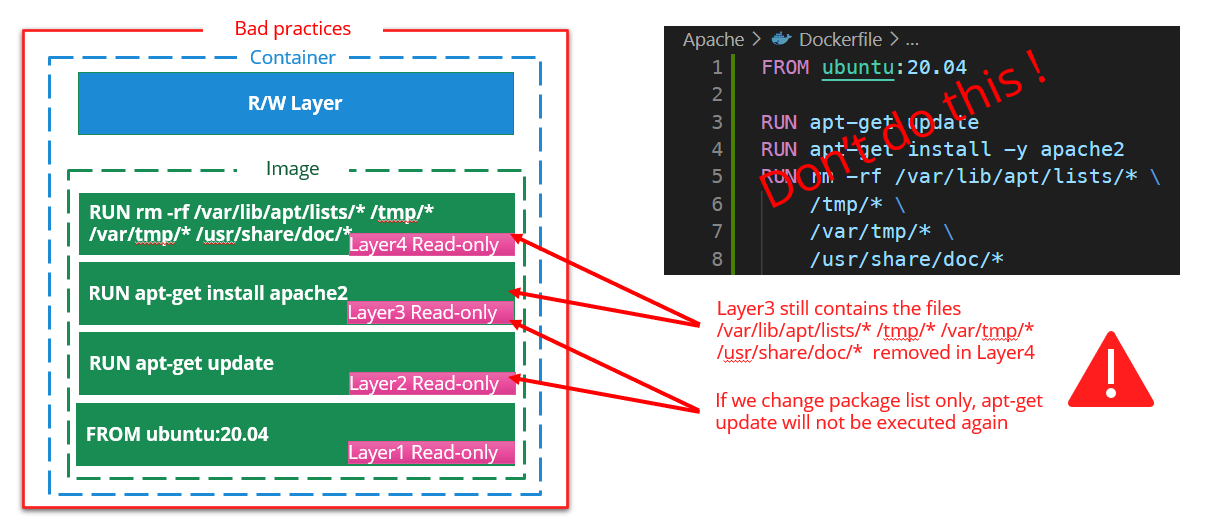 Bad practices
Container
R/W Layer
Image
RUN rm -rf /var/lib/apt/lists/* /tmp/*
/var/tmp/* /usr/share/doc/*
Layer4 Read-only
RUN apt-get install apache2
Layer3 Read-only
RUN apt-get update
Layer2 Read-only
FROM ubuntu:20.04
Layer1 Read-only
Apache > Dockerfile > ...
1 FROM ubuntu:20.04
2
3 RUN apt-get update
4 RUN apt-get install -y apache2
5 RUN rm -rf /var/lib/apt/lists/* \
6 /tmp/* \
7 /var/tmp/* \
8 /usr/share/doc/*
Don't do this !
Layer3 still contains the files
/var/lib/apt/lists/* /tmp/* /var/tmp/*
/usr/share/doc/* removed in Layer4
If we change package list only, apt-get
update will not be executed again